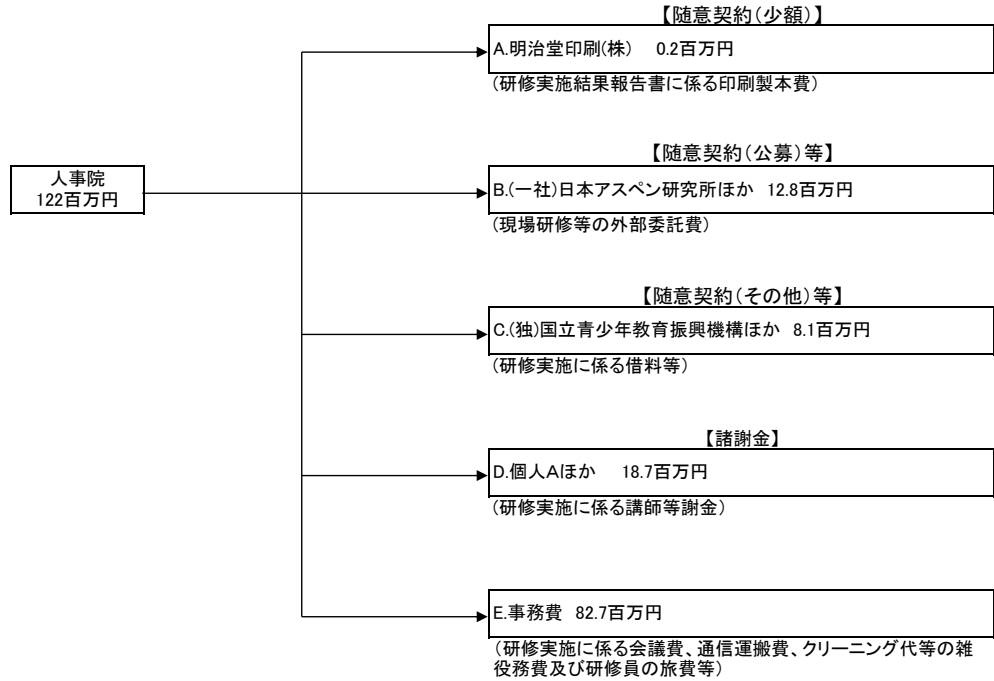 【随意契約(少額)】
A.明治堂印刷(株)　0.2百万円
(研修実施結果報告書に係る印刷製本費)
人事院
122百万円
【随意契約(公募)等】
B.(一社)日本アスペン研究所ほか　12.8百万円
(現場研修等の外部委託費)
【随意契約(その他)等】
C.(独)国立青少年教育振興機構ほか　8.1百万円
(研修実施に係る借料等)
【諸謝金】
D.個人Aほか　18.7百万円
(研修実施に係る講師等謝金)
E.事務費　82.7百万円
(研修実施に係る会議費、通信運搬費、クリーニング代等の雑
役務費及び研修員の旅費等)